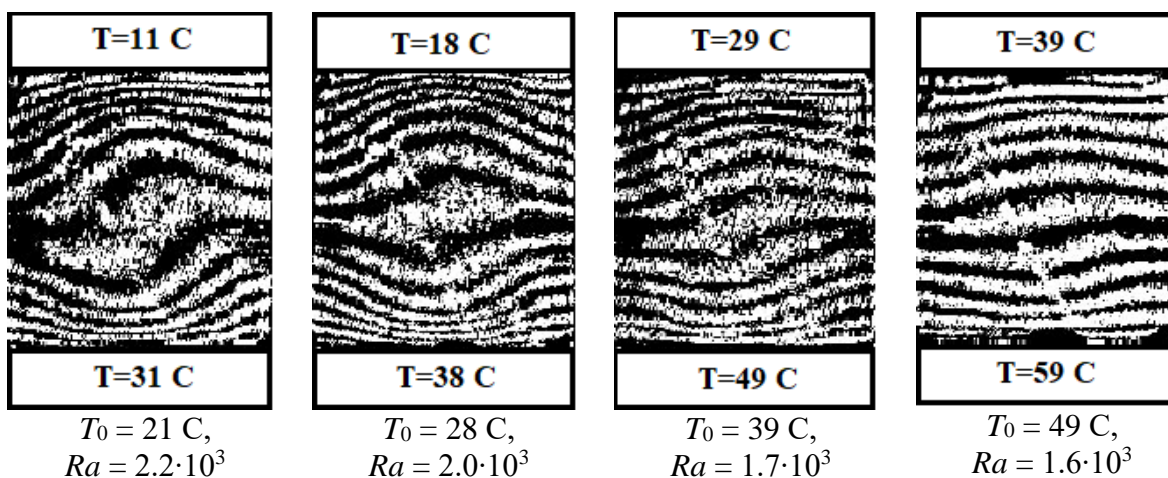 T=11 C
T=18 C
T=29 C
T=39 C
T=31 C
T=38 C
T=49 C
T=59 C
T0 = 21 C,
Ra = 2.2·10³
T0 = 28 C,
Ra = 2.0·10³
T0 = 39 C,
Ra = 1.7·10³
T0 = 49 C,
Ra = 1.6·10³